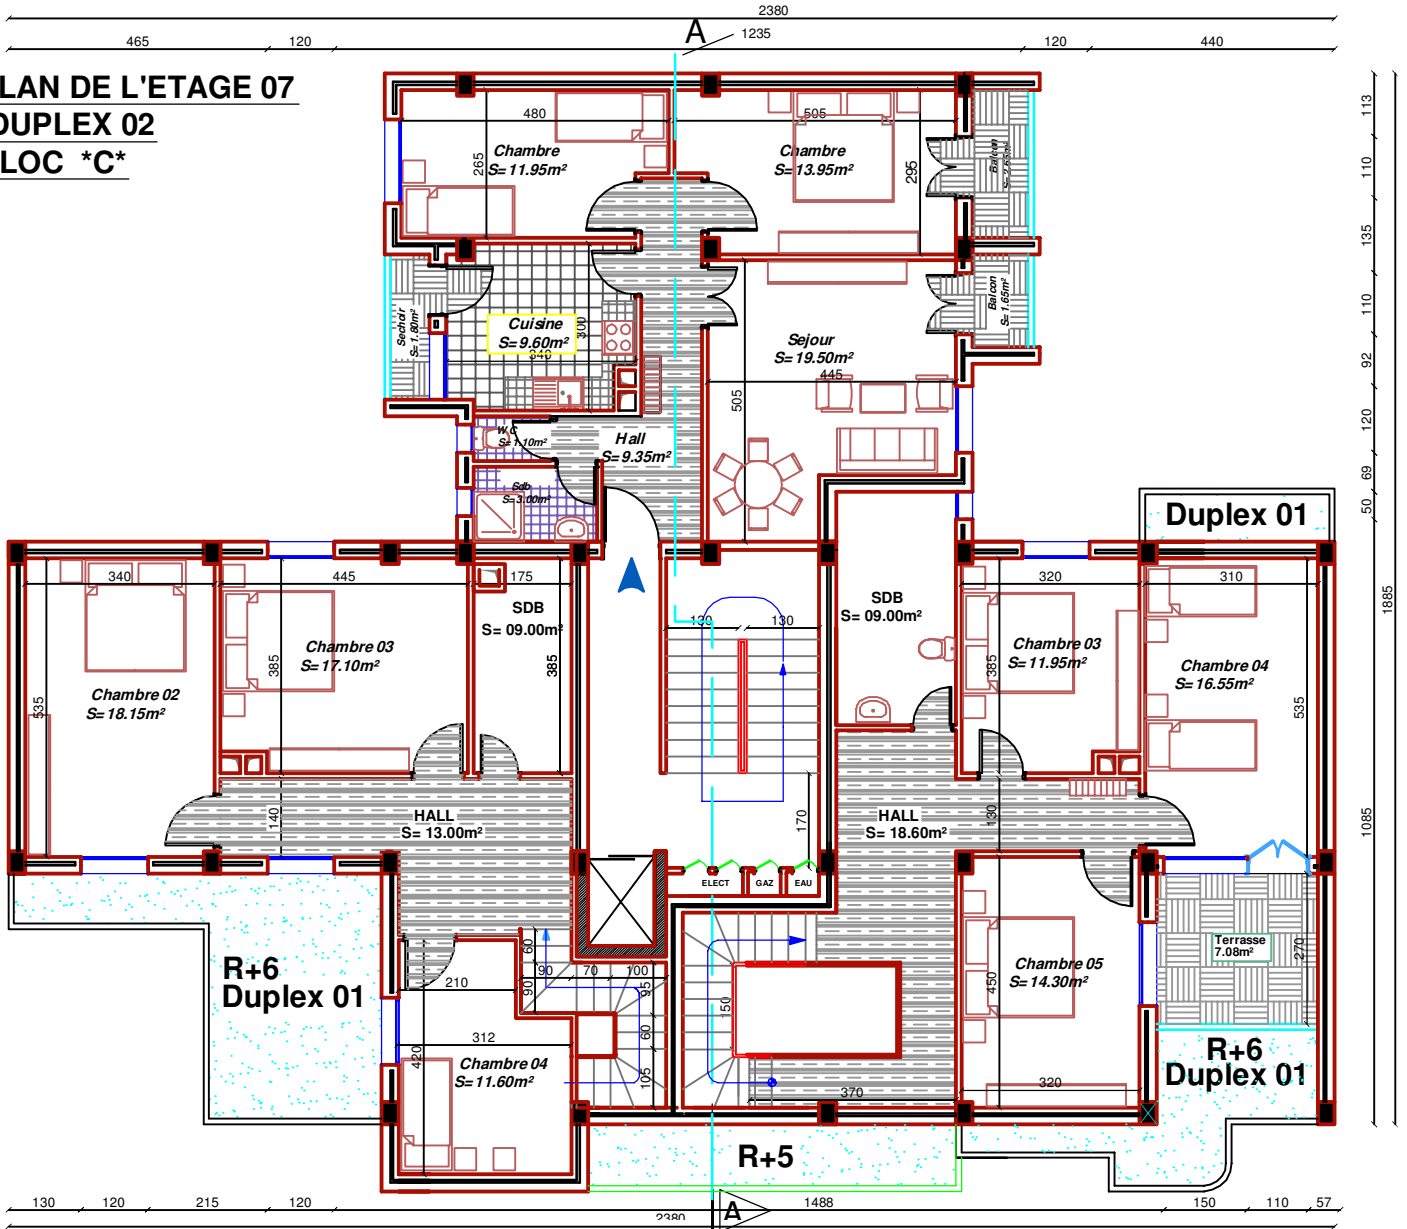 2380
465
120
A
1235
120
440
LAN DE L'ETAGE 07
DUPLEX 02
LOC *C*
113
110
135
110
92
120
69
50
1885
1085
480
505
Chambre
S=11.95m²
265
Chambre
S=13.95m²
295
Balcon
Balcon
S=1.65m²
Sechoir
S=1.80m²
Cuisine
S=9.60m²
340
300
Sejour
S=19.50m²
445
505
W.C
S=1.10m²
Hall
S=9.35m²
Sdb
S=3.00m²
Duplex 01
340
445
175
SDB
S= 09.00m²
385
Chambre 03
S=17.10m²
385
Chambre 02
S=18.15m²
535
130
130
SDB
S= 09.00m²
320
310
Chambre 03
S=11.95m²
385
Chambre 04
S=16.55m²
535
140
HALL
S= 13.00m²
170
HALL
S= 18.60m²
130
ELECT
GAZ
EAU
R+6
Duplex 01
60
90
70
100
90
95
210
60
105
312
420
Chambre 04
S=11.60m²
150
370
Chambre 05
S=14.30m²
450
320
Terrasse
7.08m²
270
R+6
Duplex 01
R+5
130
120
215
120
1488
150
110
57
2380
A